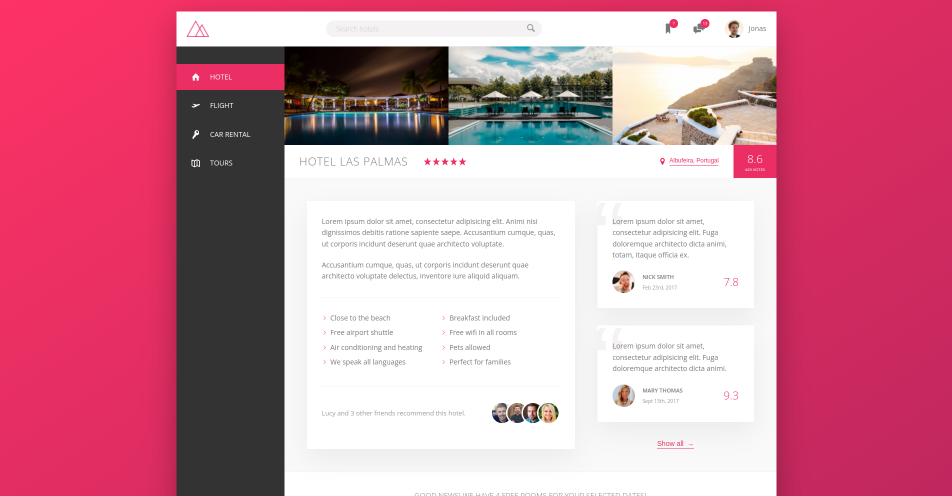 Search hotels
7
13
Jonas
HOTEL
FLIGHT
CAR RENTAL
TOURS
HOTEL LAS PALMAS
★★★★★
Albufeira, Portugal
8.6
429 VOTES
Lorem ipsum dolor sit amet, consectetur adipisicing elit. Animi nisi
dignissimos debitis ratione sapiente saepe. Accusantium cumque, quas,
ut corporis incidunt deserunt quae architecto voluptate.
Accusantium cumque, quas, ut corporis incidunt deserunt quae
architecto voluptate delectus, inventore iure aliquid aliquam.
Close to the beach
Free airport shuttle
Air conditioning and heating
We speak all languages
Breakfast included
Free wifi in all rooms
Pets allowed
Perfect for families
Lucy and 3 other friends recommend this hotel.
Lorem ipsum dolor sit amet,
consectetur adipisicing elit. Fuga
doloremque architecto dicta animi,
totam, itaque officia ex.
NICK SMITH
Feb 23rd, 2017
7.8
Lorem ipsum dolor sit amet,
consectetur adipisicing elit. Fuga
doloremque architecto dicta animi.
MARY THOMAS
Sept 13th, 2017
9.3
Show all →
GOOD NEWS! WE HAVE 4 FREE ROOMS FOR YOUR SELECTED DATES!